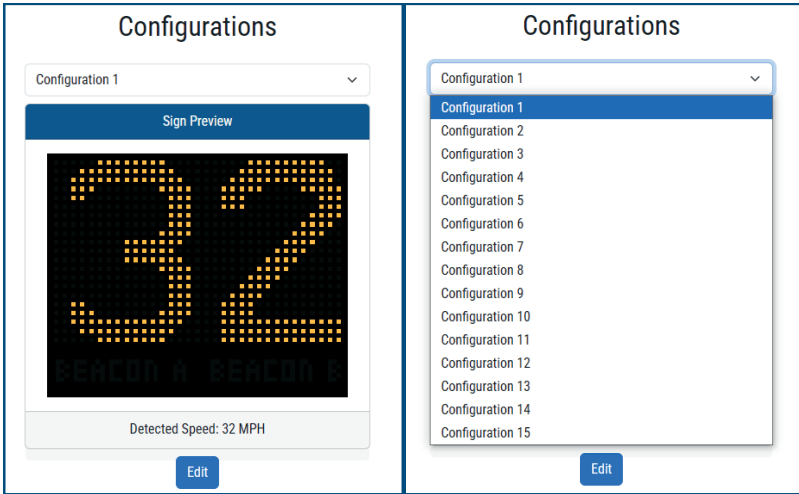 Configurations
Configuration 1
Sign Preview
32
BEACON A BEACON B
Detected Speed: 32 MPH
Edit
Configurations
Configuration 1
Configuration 1
Configuration 2
Configuration 3
Configuration 4
Configuration 5
Configuration 6
Configuration 7
Configuration 8
Configuration 9
Configuration 10
Configuration 11
Configuration 12
Configuration 13
Configuration 14
Configuration 15
Edit